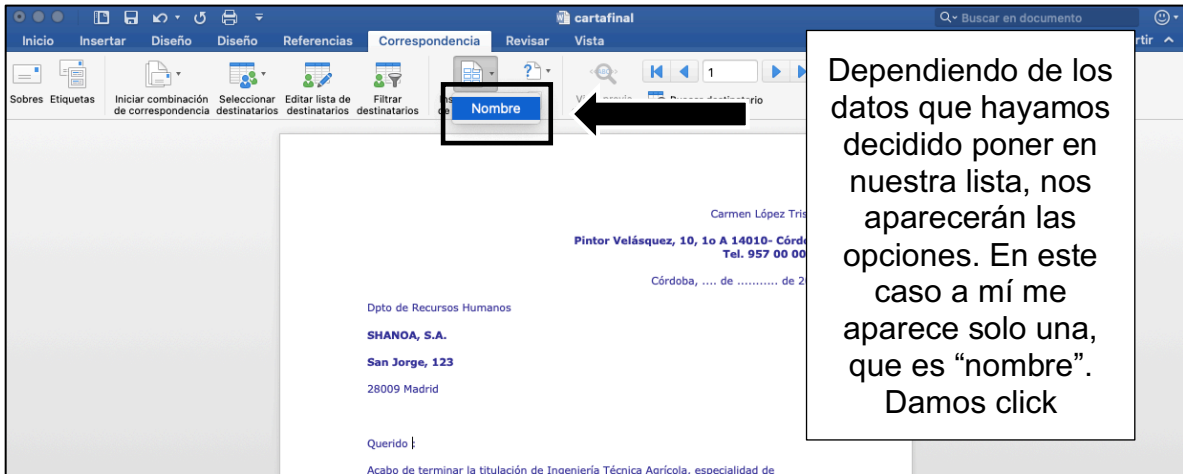 cartafinal
Buscar en documento
Inicio Insertar Diseño Diseño Referencias Correspondencia Revisar Vista
rtir
1
Sobres Etiquetas Iniciar combinación Seleccionar Editar lista de Filtrar
de correspondencia destinatarios destinatarios destinatarios
Buscar destinatario
Nombre
Carmen López Tris
Pintor Velásquez, 10, 1o A 14010- Córdo
Tel. 957 00 00
Córdoba, .... de ........... de 2
Dpto de Recursos Humanos
SHANOA, S.A.
San Jorge, 123
28009 Madrid
Querido :
Acabo de terminar la titulación de Ingeniería Técnica Agrícola, especialidad de
Dependiendo de los
datos que hayamos
decidido poner en
nuestra lista, nos
aparecerán las
opciones. En este
caso a mí me
aparece solo una,
que es “nombre”.
Damos click